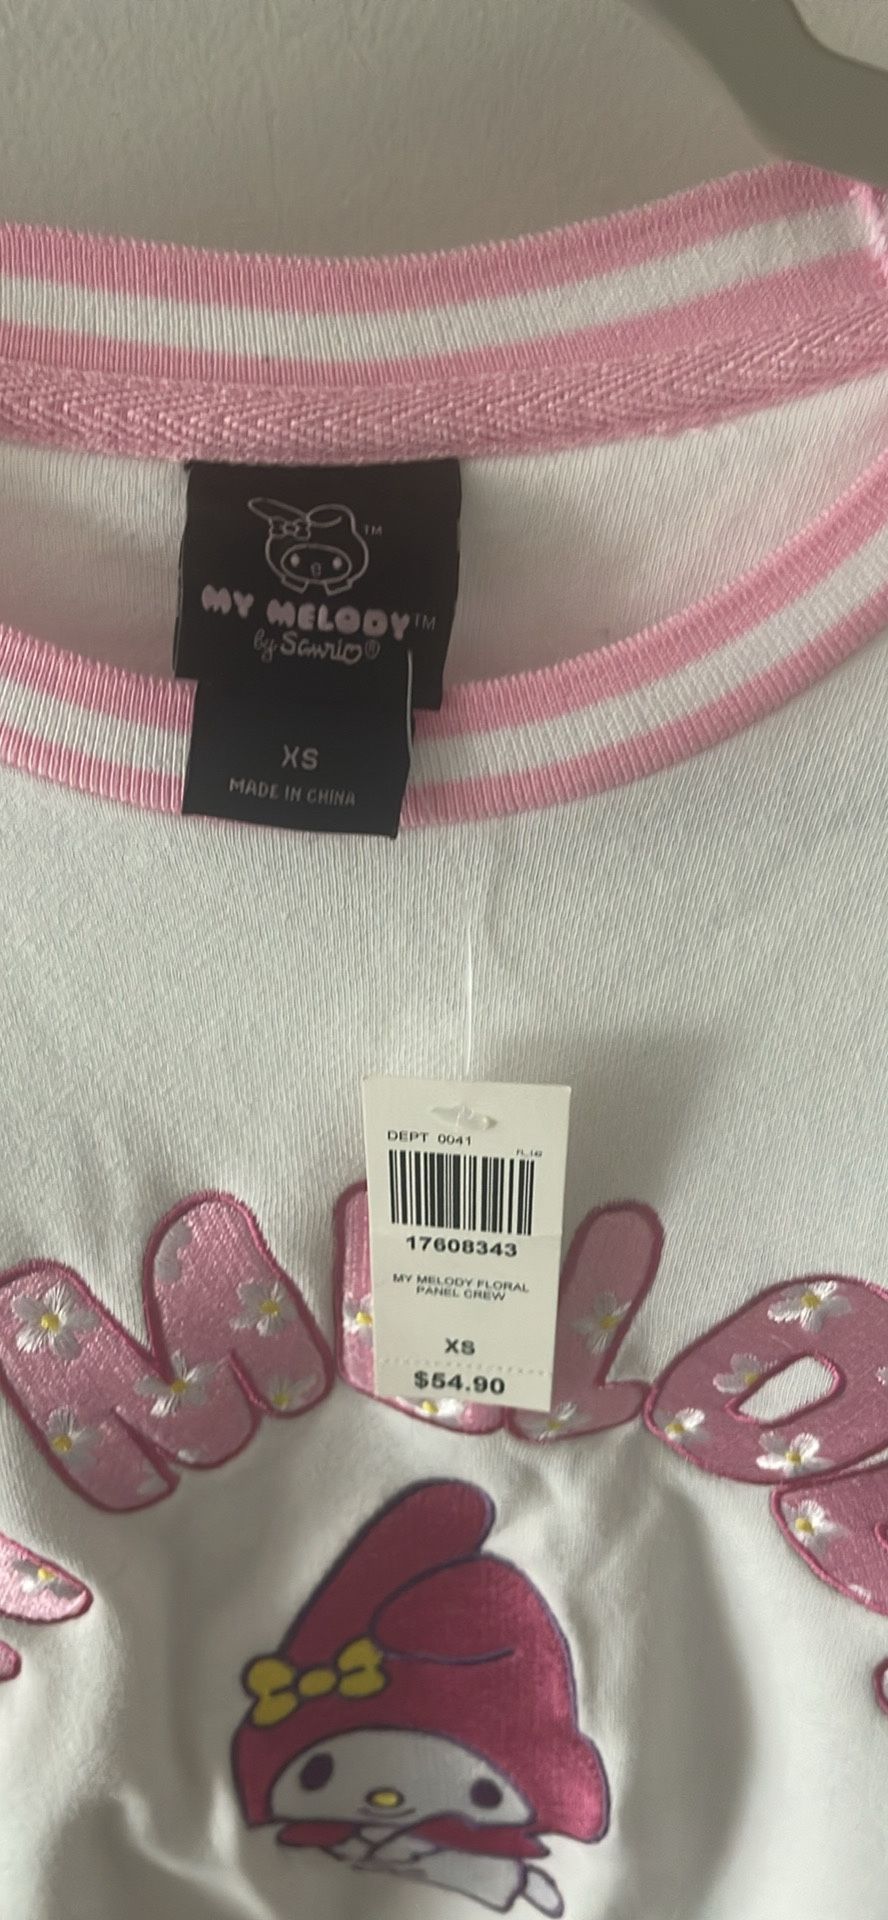 MY MELODY™
by Sanrio®
XS
MADE IN CHINA
DEPT 0041
17608343
MY MELODY FLORAL
PANEL CREW
XS
$54.90